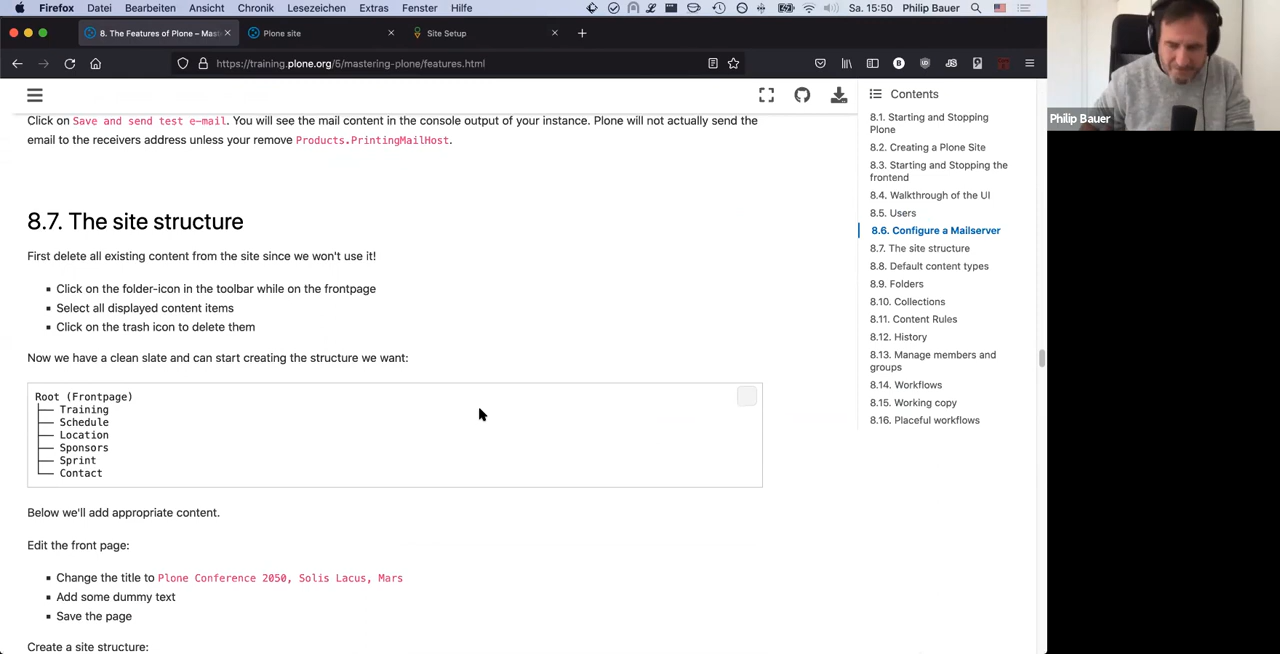 Firefox Datei Bearbeiten Ansicht Chronik Lesezeichen Extras Fenster Hilfe Sa. 15:50 Philip Bauer
8. The Features of Plone – Mast Plone site Site Setup
https://training.plone.org/5/mastering-plone/features.html
Click on Save and send test e-mail. You will see the mail content in the console output of your instance. Plone will not actually send the
email to the receivers address unless your remove Products.PrintingMailHost.
8.7. The site structure
First delete all existing content from the site since we won't use it!
Click on the folder-icon in the toolbar while on the frontpage
Select all displayed content items
Click on the trash icon to delete them
Now we have a clean slate and can start creating the structure we want:
Root (Frontpage)
├── Training
├── Schedule
├── Location
├── Sponsors
├── Sprint
└── Contact
Below we'll add appropriate content.
Edit the front page:
Change the title to Plone Conference 2050, Solis Lacus, Mars
Add some dummy text
Save the page
Create a site structure:
Contents
8.1. Starting and Stopping
Plone
8.2. Creating a Plone Site
8.3. Starting and Stopping the
frontend
8.4. Walkthrough of the UI
8.5. Users
8.6. Configure a Mailserver
8.7. The site structure
8.8. Default content types
8.9. Folders
8.10. Collections
8.11. Content Rules
8.12. History
8.13. Manage members and
groups
8.14. Workflows
8.15. Working copy
8.16. Placeful workflows
Philip Bauer